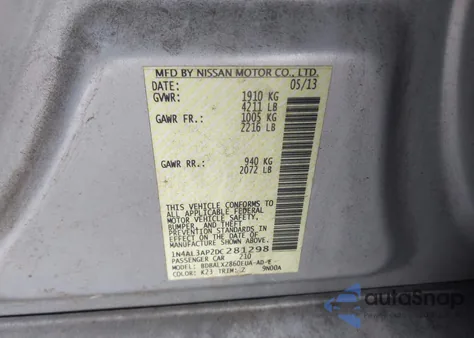 MFD BY NISSAN MOTOR CO., LTD.
DATE: 05/13
GVWR: 1910 KG
4211 LB
GAWR FR.: 1005 KG
2216 LB
GAWR RR.: 940 KG
2072 LB
THIS VEHICLE CONFORMS TO
ALL APPLICABLE FEDERAL
MOTOR VEHICLE SAFETY,
BUMPER, AND THEFT
PREVENTION STANDARDS IN
EFFECT ON THE DATE OF
MANUFACTURE SHOWN ABOVE.
1N4AL3AP2DC281298
PASSENGER CAR 210
MODEL:
COLOR: K23 TRIM:
autoSnap